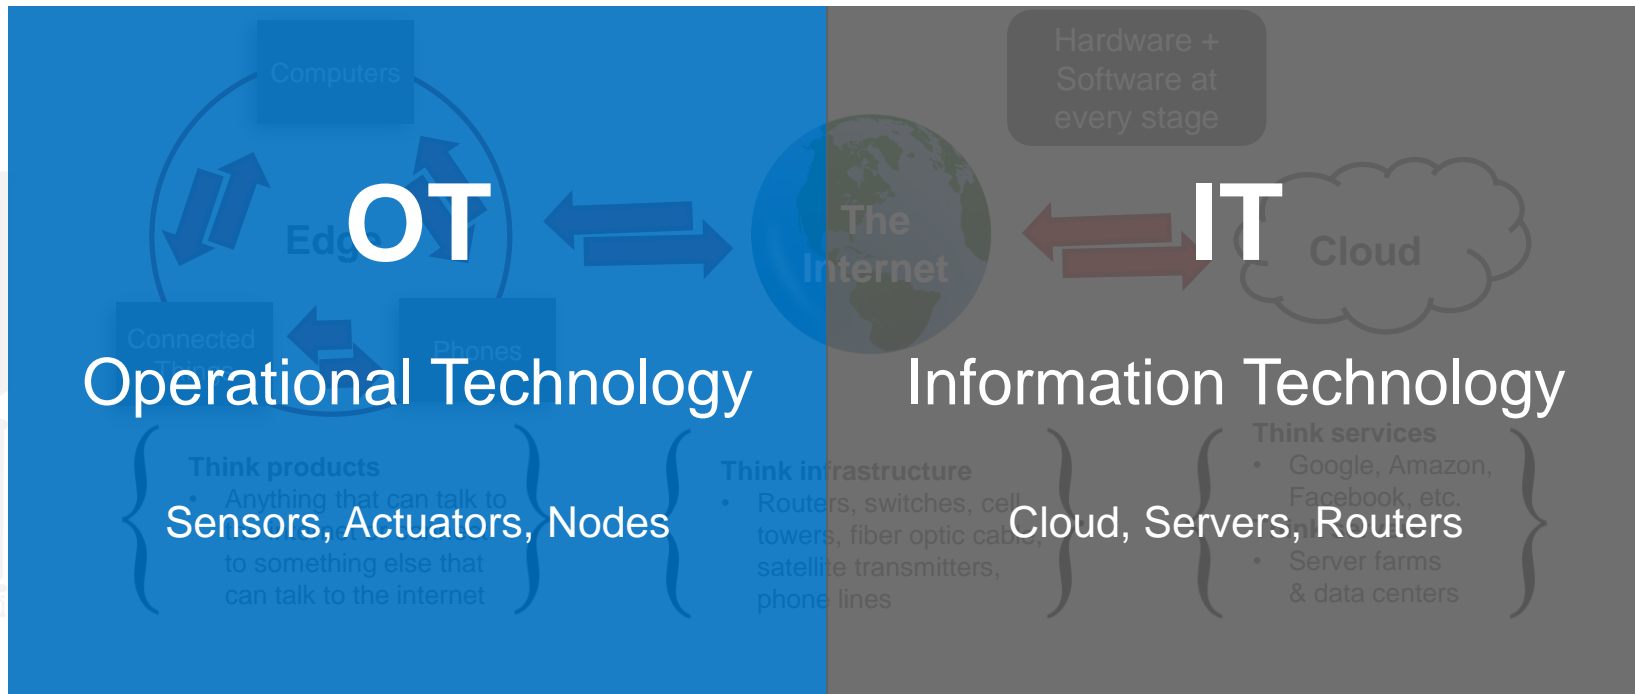 OT
Operational Technology
Sensors, Actuators, Nodes
IT
Information Technology
Cloud, Servers, Routers
Computers
Edge
Connected
Things
Phones
The
Internet
Hardware +
Software at
every stage
Cloud
Think products
• Anything that can talk to
to something else that
can talk to the internet
Think infrastructure
• Routers, switches, cell
towers, fiber optic cable,
satellite transmitters,
phone lines
Think services
• Google, Amazon,
Facebook, etc.
• Server farms
& data centers